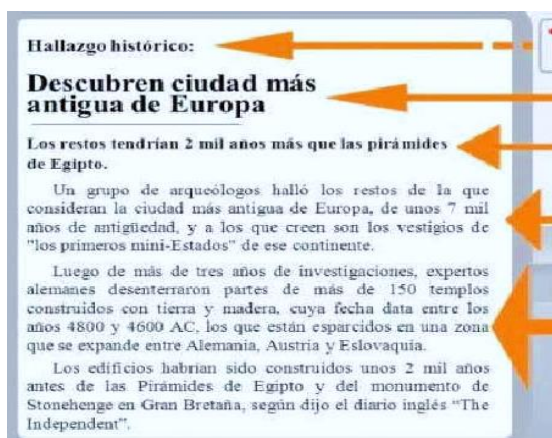 Hallazgo histórico:
Descubren ciudad más
antigua de Europa
Los restos tendrían 2 mil años más que las pirámides
de Egipto.
Un grupo de arqueólogos halló los restos de la que
consideran la ciudad más antigua de Europa, de unos 7 mil
años de antigüedad, y a los que creen son los vestigios de
"los primeros mini-Estados" de ese continente.
Luego de más de tres años de investigaciones, expertos
alemanes desenterraron partes de más de 150 templos
construidos con tierra y madera, cuya fecha data entre los
años 4800 y 4600 AC, los que están esparcidos en una zona
que se expande entre Alemania, Austria y Eslovaquia.
Los edificios habrían sido construidos unos 2 mil años
antes de las Pirámides de Egipto y del monumento de
Stonehenge en Gran Bretaña, según dijo el diario inglés “The
Independent”.